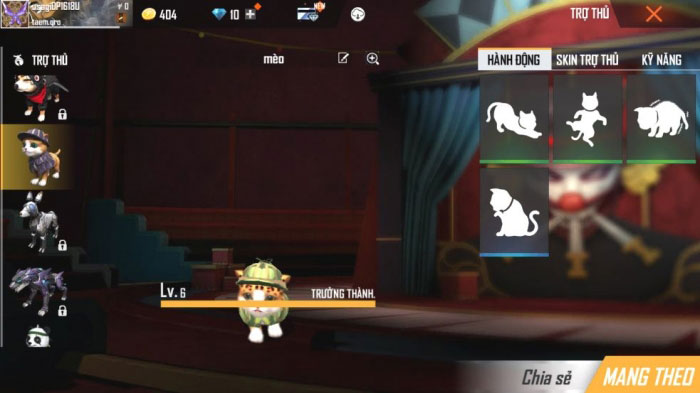 404
10
NEW
TRỢ THỦ
TRỢ THỦ
mèo
HÀNH ĐỘNG
SKIN TRỢ THỦ
KỸ NĂNG
Lv. 6
TRƯỞNG THÀNH.
Chia sẻ
MANG THEO